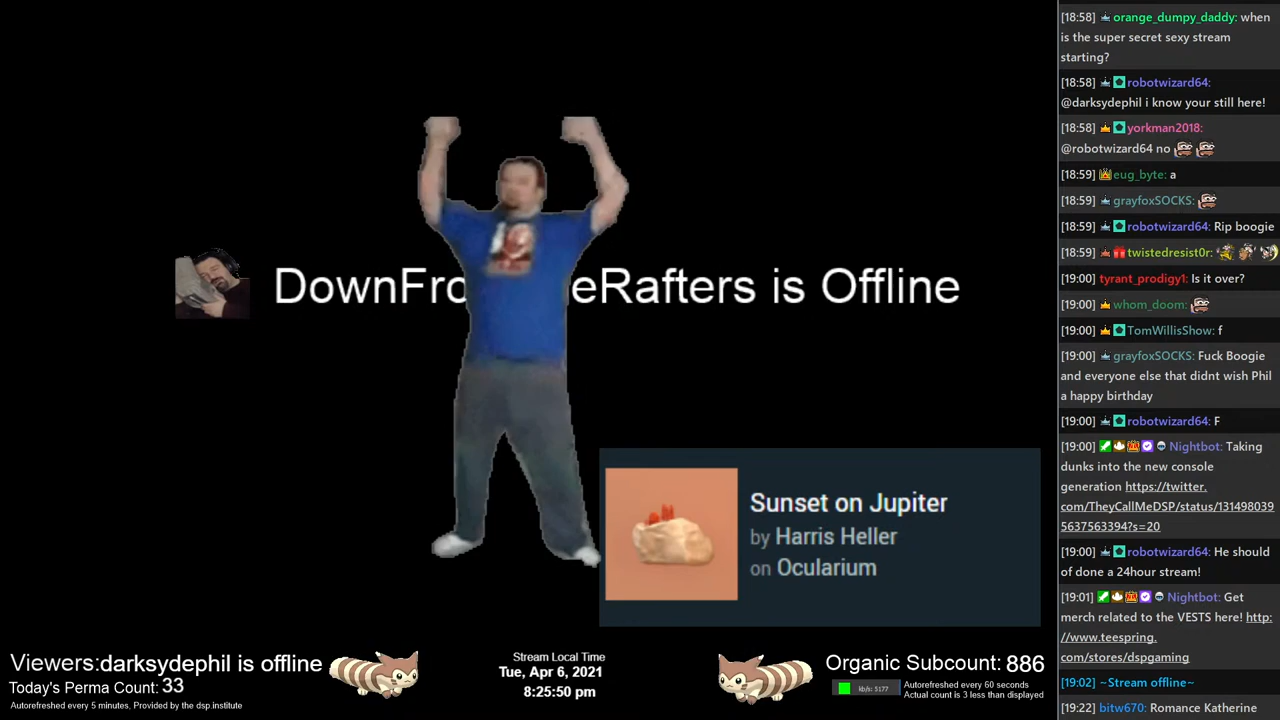 DownFro eRafters is Offline
Sunset on Jupiter
by Harris Heller
on Ocularium
Viewers:darksydephil is offline
Today's Perma Count: 33
Autorefreshed every 5 minutes. Provided by the dsp.institute
Stream Local Time
Tue, Apr 6, 2021
8:25:50 pm
Organic Subcount: 886
kb/s: 5177
Autorefreshed every 60 seconds
Actual count is 3 less than displayed
[18:58] orange_dumpy_daddy: when
is the super secret sexy stream
starting?
[18:58] robotwizard64:
@darksydephil i know your still here!
[18:58] yorkman2018:
@robotwizard64 no
[18:59] eug_byte: a
[18:59] grayfoxSOCKS:
[18:59] robotwizard64: Rip boogie
[18:59] twistedresist0r:
[19:00] tyrant_prodigy1: Is it over?
[19:00] whom_doom:
[19:00] TomWillisShow: f
[19:00] grayfoxSOCKS: Fuck Boogie
and everyone else that didnt wish Phil
a happy birthday
[19:00] robotwizard64: F
[19:00] Nightbot: Taking
dunks into the new console
generation https://twitter.
com/TheyCallMeDSP/status/131498039
5637563394?s=20
[19:00] robotwizard64: He should
of done a 24hour stream!
[19:01] Nightbot: Get
merch related to the VESTS here! http:
//www.teespring.
com/stores/dspgaming
[19:02] ~Stream offline~
[19:22] bitw670: Romance Katherine